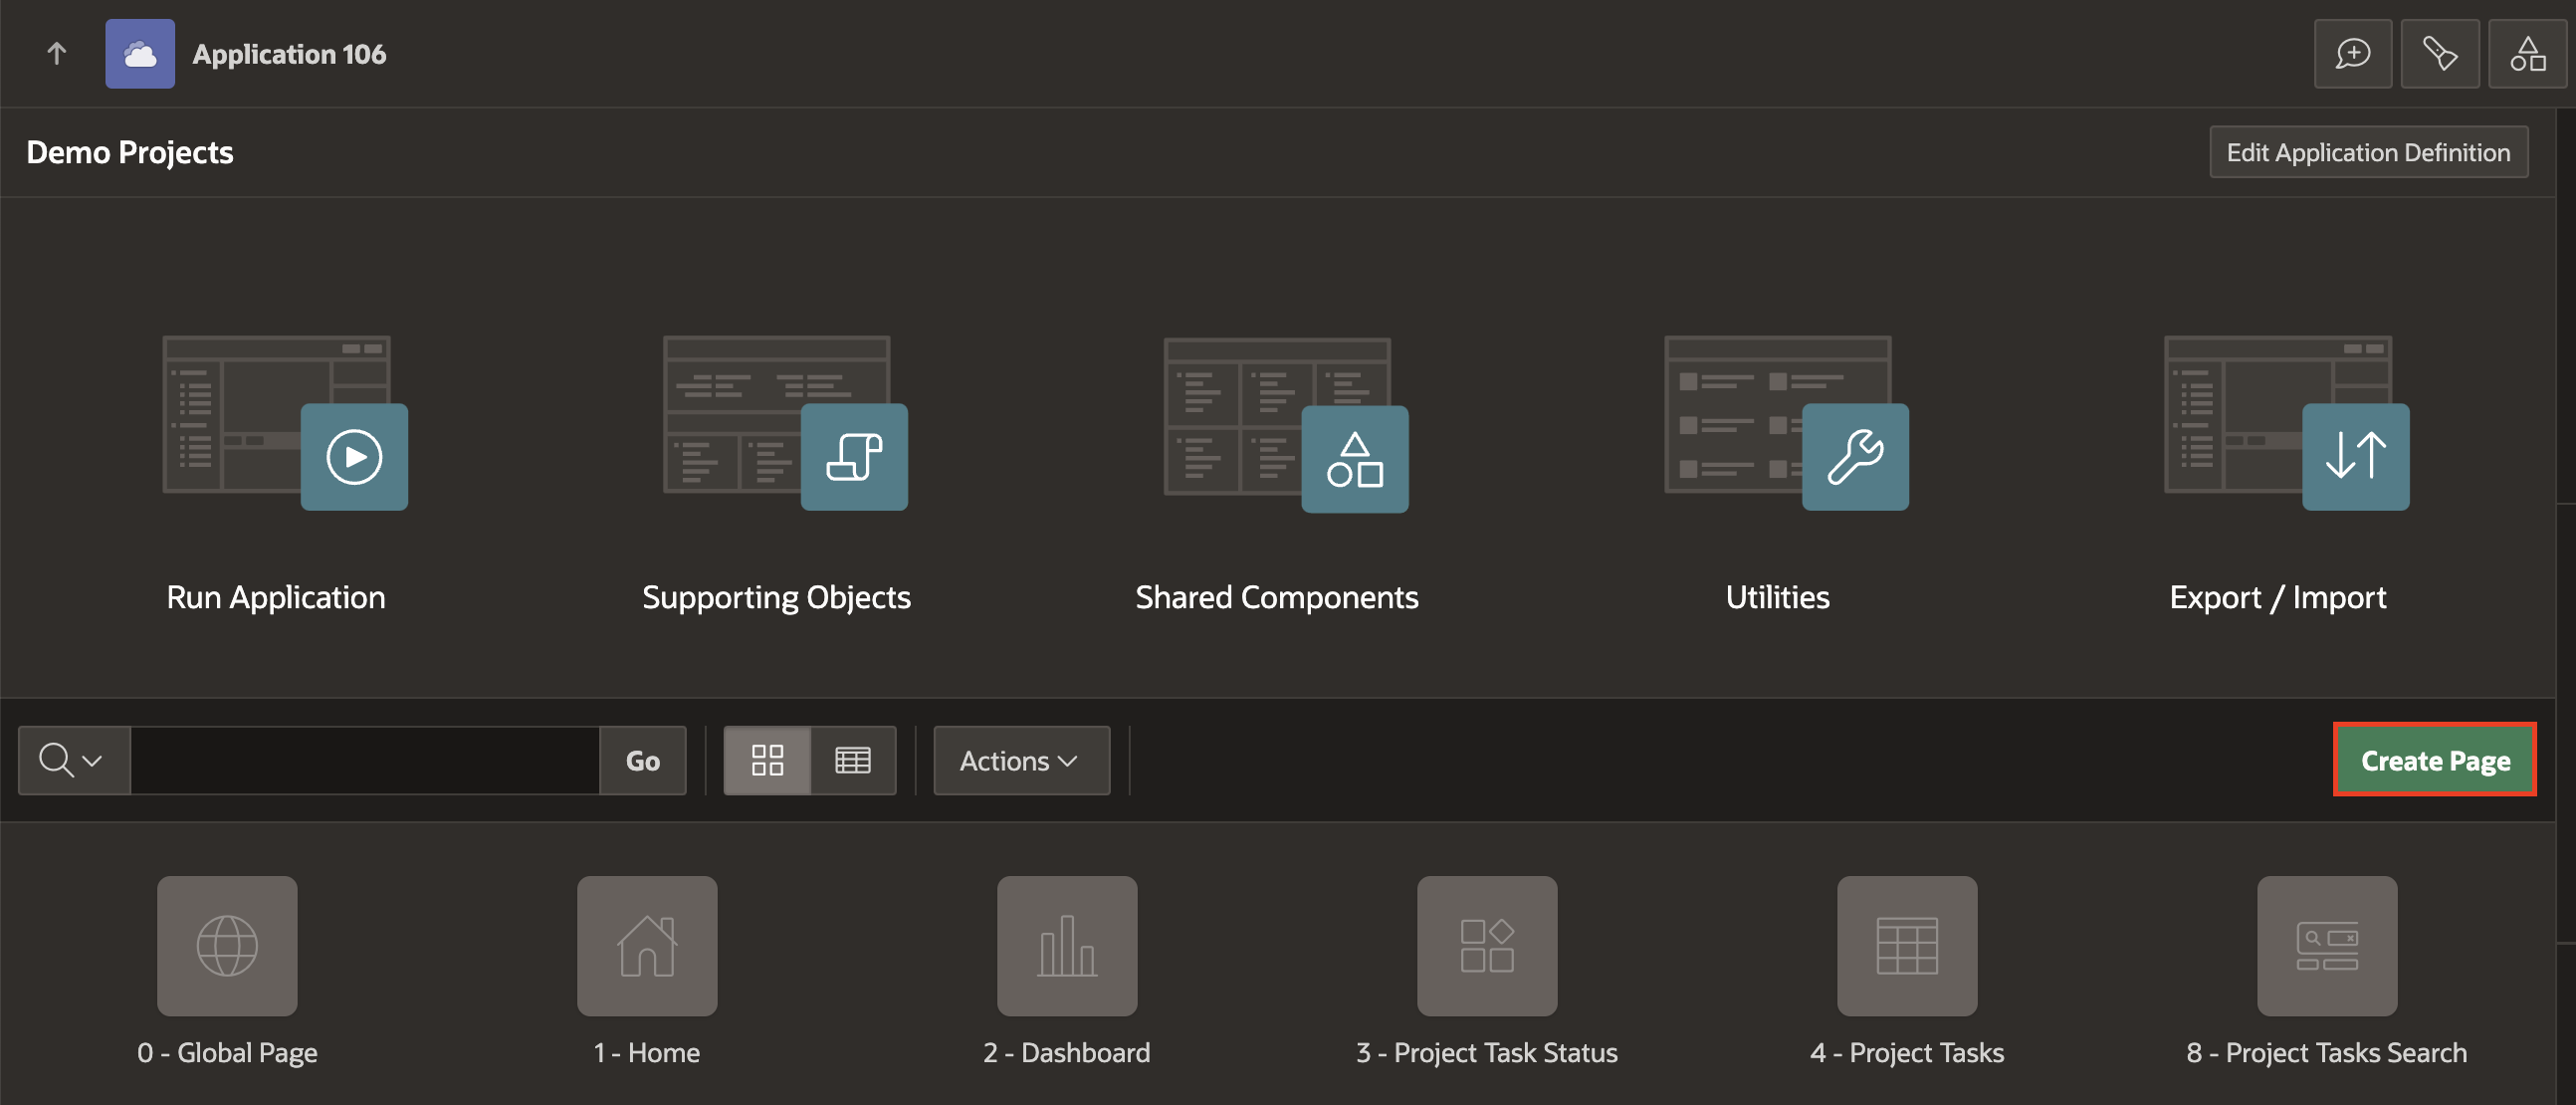 Application 106
Demo Projects
Edit Application Definition
Run Application
Supporting Objects
Shared Components
Utilities
Export / Import
Go
Actions
Create Page
0 - Global Page
1 - Home
2 - Dashboard
3 - Project Task Status
4 - Project Tasks
8 - Project Tasks Search